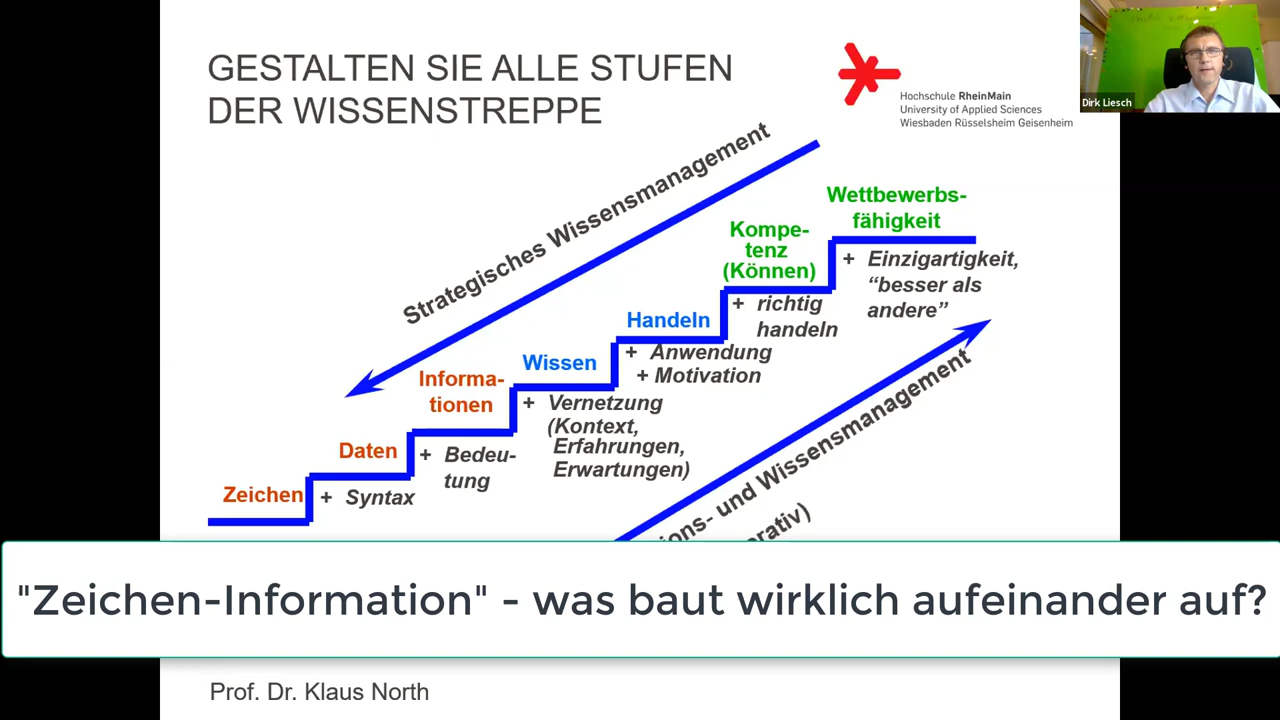 GESTALTEN SIE ALLE STUFEN
DER WISSENSTREPPE
Hochschule RheinMain
University of Applied Sciences
Wiesbaden Rüsselsheim Geisenheim
Dirk Liesch
Strategisches Wissensmanagement
Wettbewerbs-
fähigkeit
+ Einzigartigkeit,
“besser als
andere”
Kompe-
tenz
(Können)
+ richtig
handeln
Handeln
+ Anwendung
+ Motivation
Wissen
+ Vernetzung
(Kontext,
Erfahrungen,
Erwartungen)
Informa-
tionen
+ Bedeu-
tung
Daten
+ Syntax
Zeichen
ions- und Wissensmanagement
erativ)
"Zeichen-Information" - was baut wirklich aufeinander auf?
Prof. Dr. Klaus North